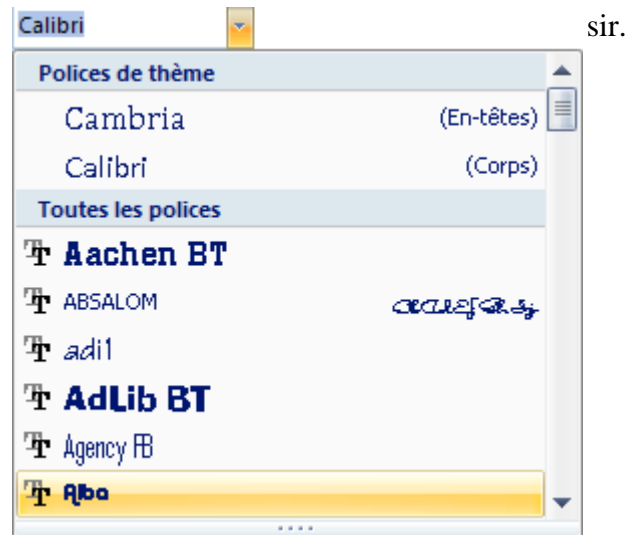 Calibri sir.
Polices de thème
Cambria (En-têtes)
Calibri (Corps)
Toutes les polices
Aachen BT
ABSALOM
adi1
AdLib BT
Agency FB
Alba